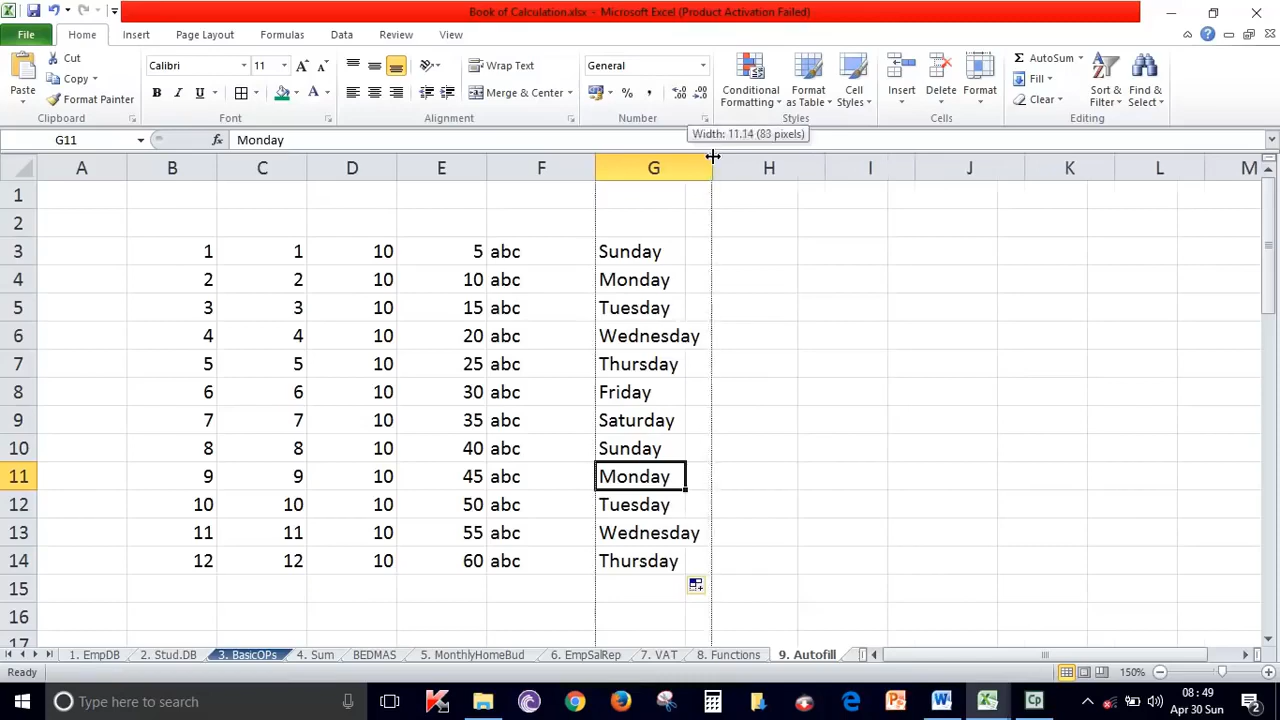 Book of Calculation.xlsx - Microsoft Excel (Product Activation Failed)
File Home Insert Page Layout Formulas Data Review View
Paste
Cut
Copy
Format Painter
Clipboard
Calibri 11
B I U
Font
Wrap Text
Merge & Center
Alignment
General
Number
Conditional Formatting
Format as Table
Cell Styles
Styles
Insert
Delete
Format
Cells
AutoSum
Fill
Clear
Sort & Filter
Find & Select
Editing
Width: 11.14 (83 pixels)
G11 fx Monday
A B C D E F G H I J K L M
1
2
3 1 1 10 5 abc Sunday
4 2 2 10 10 abc Monday
5 3 3 10 15 abc Tuesday
6 4 4 10 20 abc Wednesday
7 5 5 10 25 abc Thursday
8 6 6 10 30 abc Friday
9 7 7 10 35 abc Saturday
10 8 8 10 40 abc Sunday
11 9 9 10 45 abc Monday
12 10 10 10 50 abc Tuesday
13 11 11 10 55 abc Wednesday
14 12 12 10 60 abc Thursday
15
16
17
1. EmpDB 2. Stud.DB 3. BasicOPs 4. Sum BEDMAS 5. MonthlyHomeBud 6. EmpSalRep 7. VAT 8. Functions 9. Autofill
Ready 150%
Type here to search
08:49
Apr 30 Sun
2